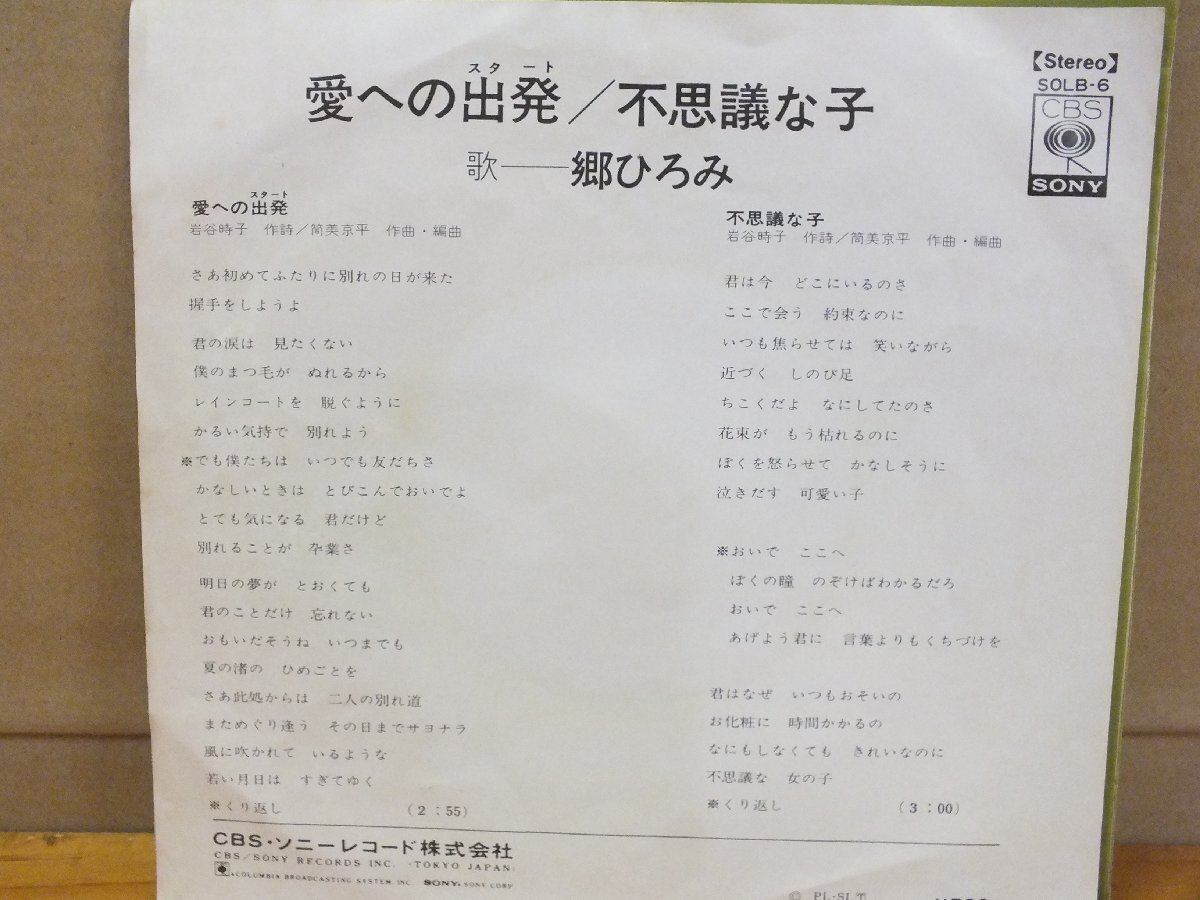 スタート
愛への出発／不思議な子
歌——郷ひろみ
【Stereo】
SOLB-6
CBS
SONY
スタート
愛への出発
岩谷時子 作詩／筒美京平 作曲・編曲
さあ初めてふたりに別れの日が来た
握手をしようよ
君の涙は 見たくない
僕のまつ毛が ぬれるから
レインコートを 脱ぐように
かるい気持で 別れよう
※でも僕たちは いつでも友だちさ
かなしいときは とびこんでおいでよ
とても気になる 君だけど
別れることが 卒業さ
明日の夢が とおくても
君のことだけ 忘れない
おもいだそうね いつまでも
夏の渚の ひめごとを
さあ此処からは 二人の別れ道
まためぐり逢う その日までサヨナラ
風に吹かれて いるような
若い月日は すぎてゆく
※くり返し (2:55)
不思議な子
岩谷時子 作詩／筒美京平 作曲・編曲
君は今 どこにいるのさ
ここで会う 約束なのに
いつも焦らせては 笑いながら
近づく しのび足
ちこくだよ なにしてたのさ
花束が もう枯れるのに
ぼくを怒らせて かなしそうに
泣きだす 可愛い子
※おいで ここへ
ぼくの瞳 のぞけばわかるだろ
おいで ここへ
あげよう君に 言葉よりもくちづけを
君はなぜ いつもおそいの
お化粧に 時間かかるの
なにもしなくても きれいなのに
不思議な 女の子
※くり返し (3:00)
CBS・ソニーレコード株式会社
CBS/SONY RECORDS INC. <TOKYO JAPAN>
COLUMBIA BROADCASTING SYSTEM, INC SONY: SONY CORP